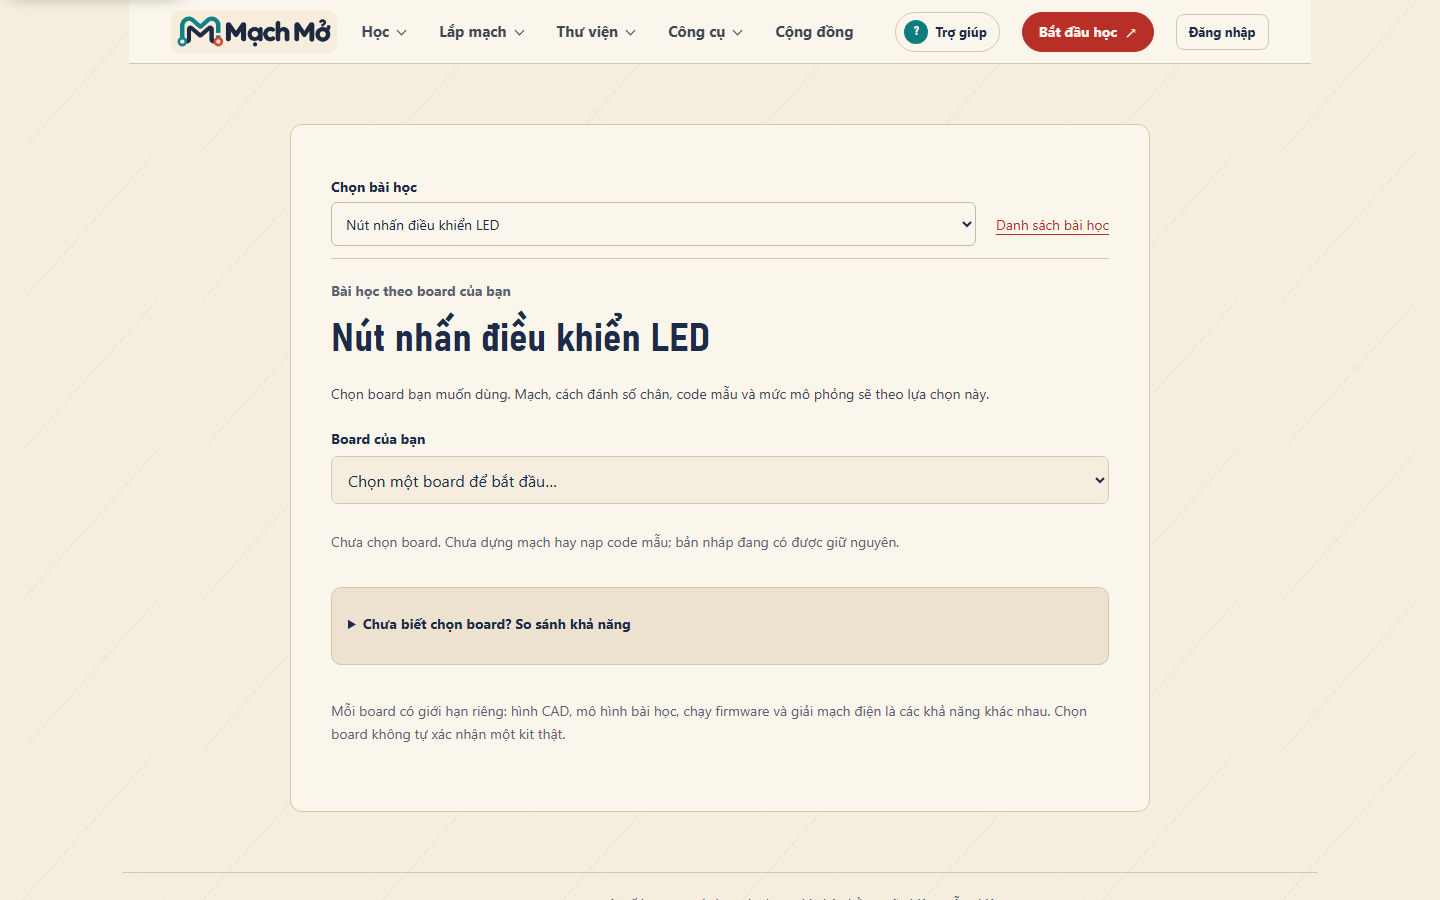 Mạch Mở
Học
Lắp mạch
Thư viện
Công cụ
Cộng đồng
? Trợ giúp
Bắt đầu học ↗
Đăng nhập
Chọn bài học
Nút nhấn điều khiển LED
Danh sách bài học
Bài học theo board của bạn
Nút nhấn điều khiển LED
Chọn board bạn muốn dùng. Mạch, cách đánh số chân, code mẫu và mức mô phỏng sẽ theo lựa chọn này.
Board của bạn
Chọn một board để bắt đầu...
Chưa chọn board. Chưa dựng mạch hay nạp code mẫu; bản nháp đang có được giữ nguyên.
Chưa biết chọn board? So sánh khả năng
Mỗi board có giới hạn riêng: hình CAD, mô hình bài học, chạy firmware và giải mạch điện là các khả năng khác nhau. Chọn
board không tự xác nhận một kit thật.